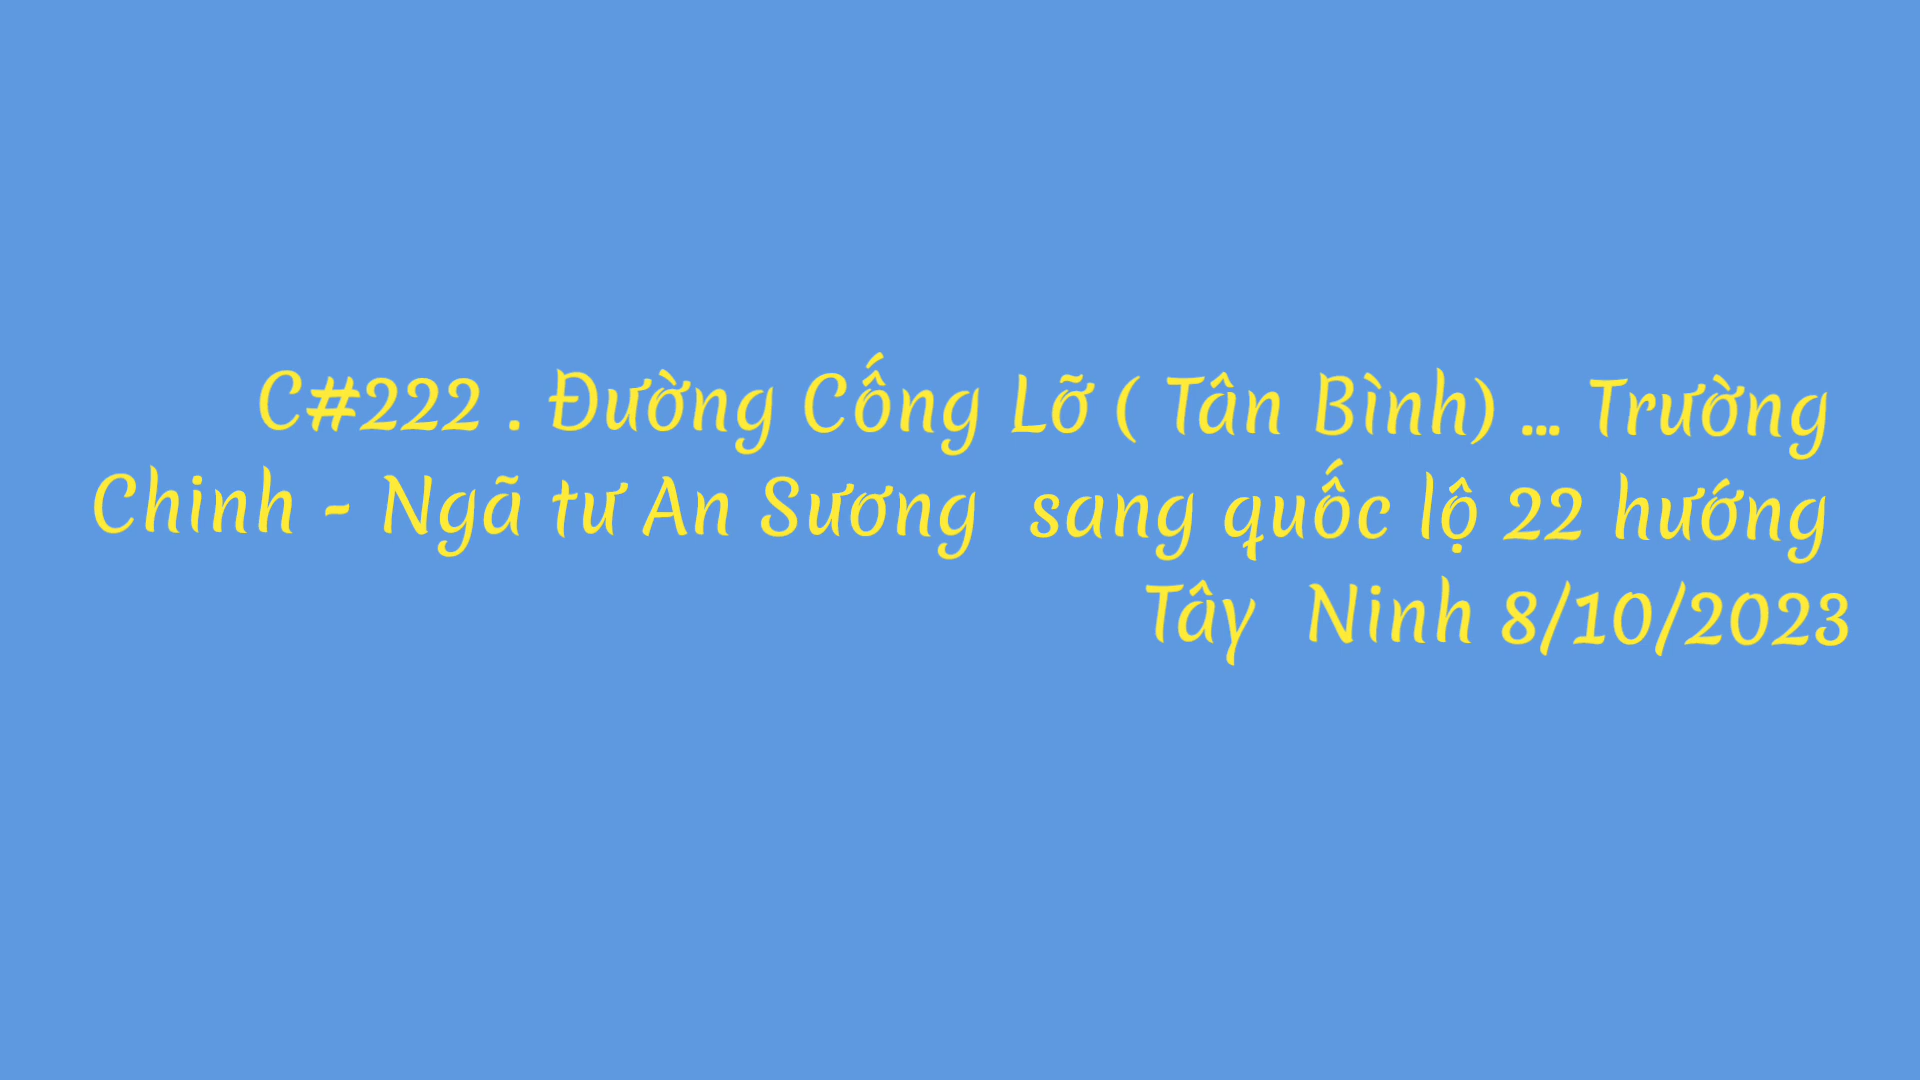 C#222 . Đường Cống Lỡ ( Tân Bình) ... Trường
Chinh - Ngã tư An Sương  sang quốc lộ 22 hướng
Tây  Ninh 8/10/2023